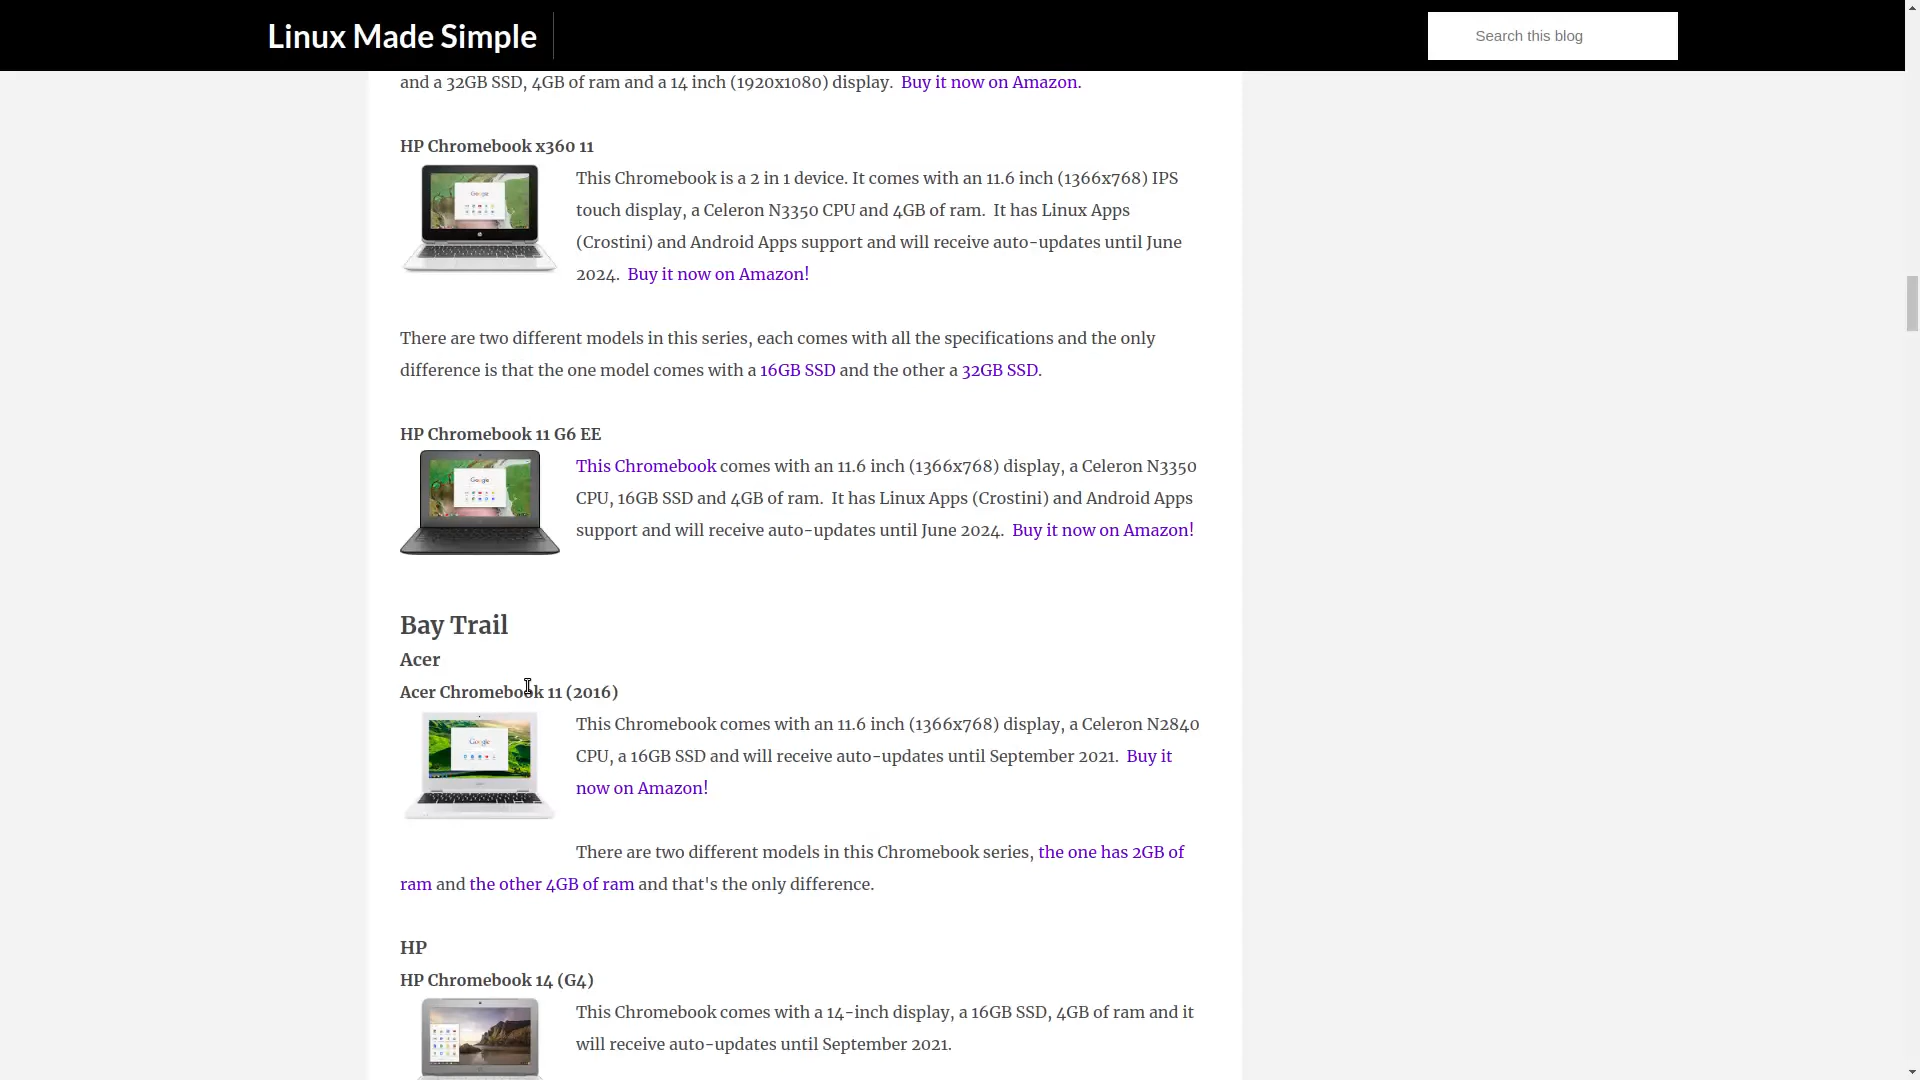 Linux Made Simple
Search this blog
and a 32GB SSD, 4GB of ram and a 14 inch (1920x1080) display.  Buy it now on Amazon.
HP Chromebook x360 11
This Chromebook is a 2 in 1 device. It comes with an 11.6 inch (1366x768) IPS
touch display, a Celeron N3350 CPU and 4GB of ram.  It has Linux Apps
(Crostini) and Android Apps support and will receive auto-updates until June
2024.  Buy it now on Amazon!
There are two different models in this series, each comes with all the specifications and the only
difference is that the one model comes with a 16GB SSD and the other a 32GB SSD.
HP Chromebook 11 G6 EE
This Chromebook comes with an 11.6 inch (1366x768) display, a Celeron N3350
CPU, 16GB SSD and 4GB of ram.  It has Linux Apps (Crostini) and Android Apps
support and will receive auto-updates until June 2024.  Buy it now on Amazon!
Bay Trail
Acer
Acer Chromebook 11 (2016)
This Chromebook comes with an 11.6 inch (1366x768) display, a Celeron N2840
CPU, a 16GB SSD and will receive auto-updates until September 2021.  Buy it
now on Amazon!
There are two different models in this Chromebook series, the one has 2GB of
ram and the other 4GB of ram and that's the only difference.
HP
HP Chromebook 14 (G4)
This Chromebook comes with a 14-inch display, a 16GB SSD, 4GB of ram and it
will receive auto-updates until September 2021.